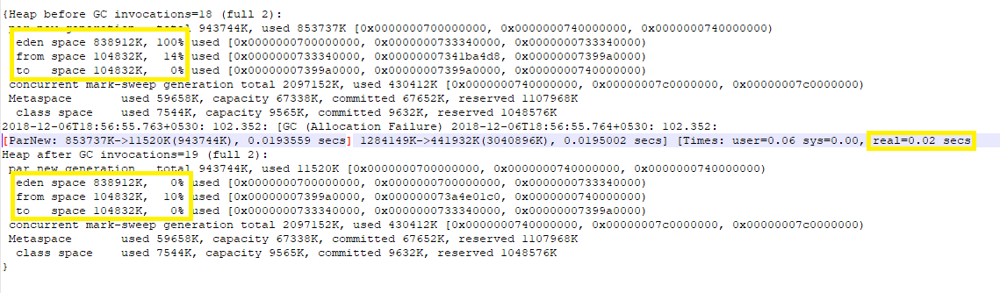 {Heap before GC invocations=18 (full 2):
par new generation   total 943744K, used 853737K [0x0000000700000000, 0x0000000740000000, 0x0000000740000000)
eden space 838912K, 100% used [0x0000000700000000, 0x0000000733340000, 0x0000000733340000)
from space 104832K,  14% used [0x0000000733340000, 0x00000007341ba4d8, 0x00000007399a0000)
to   space 104832K,   0% used [0x00000007399a0000, 0x00000007399a0000, 0x0000000740000000)
concurrent mark-sweep generation total 2097152K, used 430412K [0x0000000740000000, 0x00000007c0000000, 0x00000007c0000000)
Metaspace       used 59658K, capacity 67338K, committed 67652K, reserved 1107968K
class space    used 7544K, capacity 9565K, committed 9632K, reserved 1048576K
2018-12-06T18:56:55.763+0530: 102.352: [GC (Allocation Failure) 2018-12-06T18:56:55.764+0530: 102.352:
[ParNew: 853737K->11520K(943744K), 0.0193559 secs] 1284149K->441932K(3040896K), 0.0195002 secs] [Times: user=0.06 sys=0.00, real=0.02 secs
Heap after GC invocations=19 (full 2):
par new generation   total 943744K, used 11520K [0x0000000700000000, 0x0000000740000000, 0x0000000740000000)
eden space 838912K,   0% used [0x0000000700000000, 0x0000000700000000, 0x0000000733340000)
from space 104832K,  10% used [0x00000007399a0000, 0x000000073a4e01c0, 0x0000000740000000)
to   space 104832K,   0% used [0x0000000733340000, 0x0000000733340000, 0x00000007399a0000)
concurrent mark-sweep generation total 2097152K, used 430412K [0x0000000740000000, 0x00000007c0000000, 0x00000007c0000000)
Metaspace       used 59658K, capacity 67338K, committed 67652K, reserved 1107968K
class space    used 7544K, capacity 9565K, committed 9632K, reserved 1048576K
}